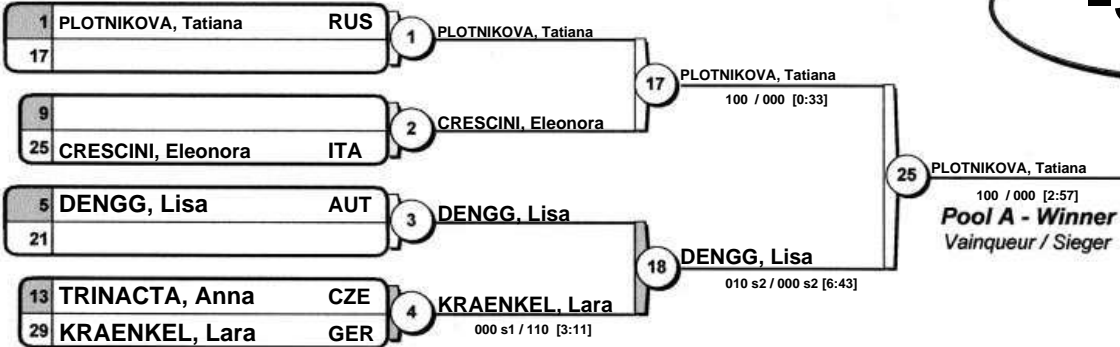 1 PLOTNIKOVA, Tatiana RUS
17
1 PLOTNIKOVA, Tatiana
9
25 CRESCINI, Eleonora ITA
2 CRESCINI, Eleonora
17 PLOTNIKOVA, Tatiana
100 / 000 [0:33]
5 DENGG, Lisa AUT
21
3 DENGG, Lisa
13 TRINACTA, Anna CZE
29 KRAENKEL, Lara GER
4 KRAENKEL, Lara
000 s1 / 110 [3:11]
18 DENGG, Lisa
010 s2 / 000 s2 [6:43]
25 PLOTNIKOVA, Tatiana
100 / 000 [2:57]
Pool A - Winner
Vainqueur / Sieger